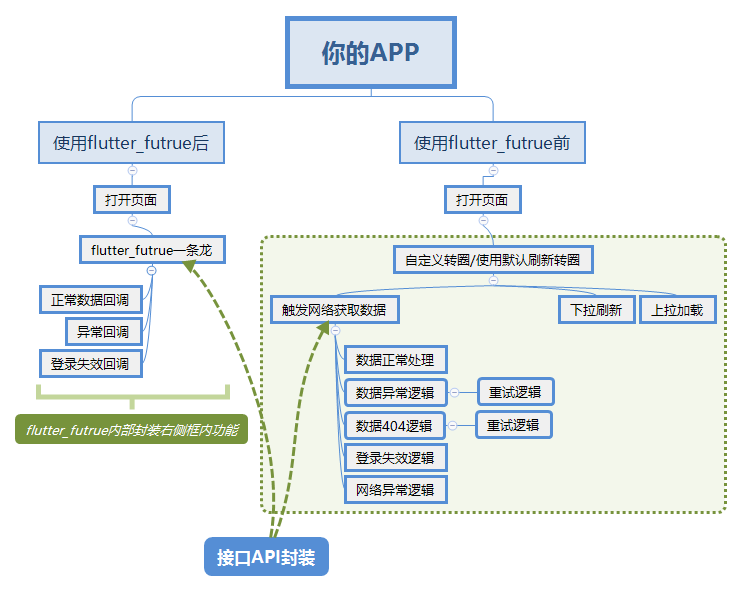 你的APP
使用flutter_futrue后
打开页面
flutter_futrue一条龙
正常数据回调
异常回调
登录失效回调
flutter_futrue内部封装右侧框内功能
使用flutter_futrue前
打开页面
自定义转圈/使用默认刷新转圈
触发网络获取数据
下拉刷新
上拉加载
数据正常处理
数据异常逻辑
重试逻辑
数据404逻辑
重试逻辑
登录失效逻辑
网络异常逻辑
接口API封装